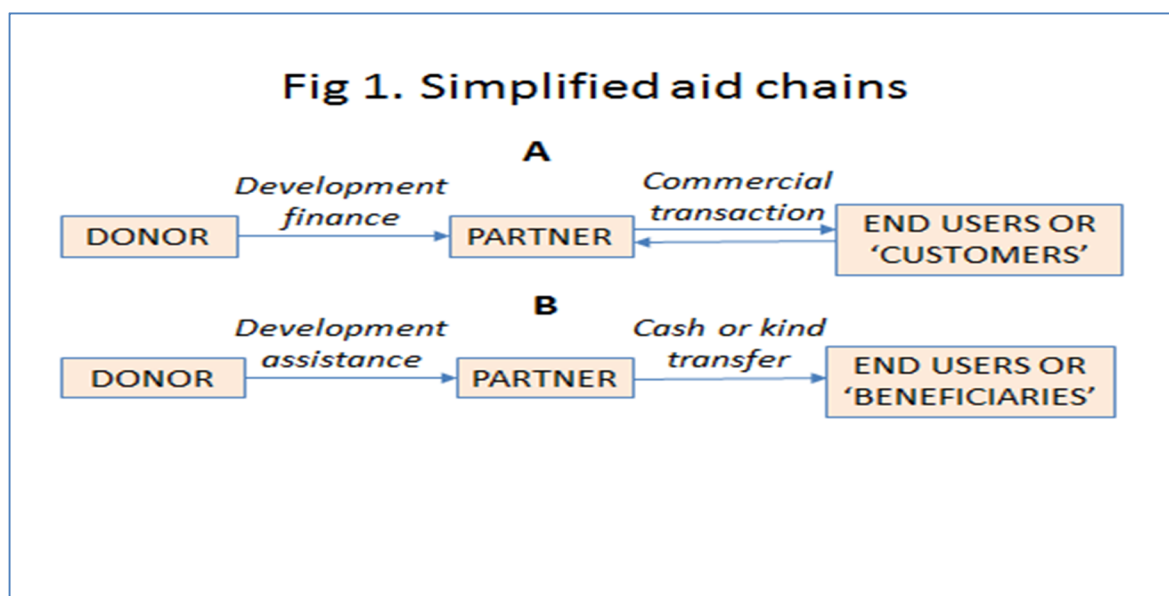 Fig 1. Simplified aid chains
A
Development
finance
Commercial
transaction
DONOR
PARTNER
END USERS OR
‘CUSTOMERS’
B
Development
assistance
Cash or kind
transfer
DONOR
PARTNER
END USERS OR
‘BENEFICIARIES’